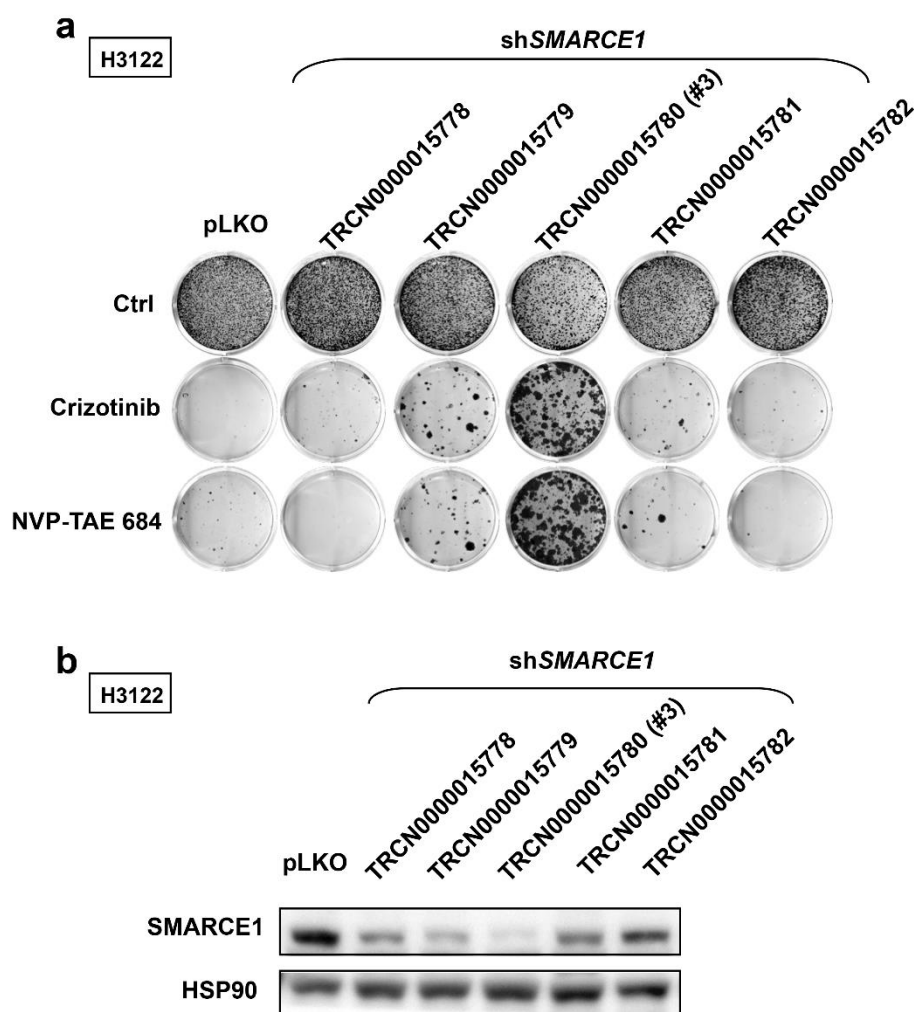 a
H3122
shSMARCE1
pLKO
TRCN0000015778
TRCN0000015779
TRCN0000015780 (#3)
TRCN0000015781
TRCN0000015782
Ctrl
Crizotinib
NVP-TAE 684
b
H3122
shSMARCE1
pLKO
TRCN0000015778
TRCN0000015779
TRCN0000015780 (#3)
TRCN0000015781
TRCN0000015782
SMARCE1
HSP90